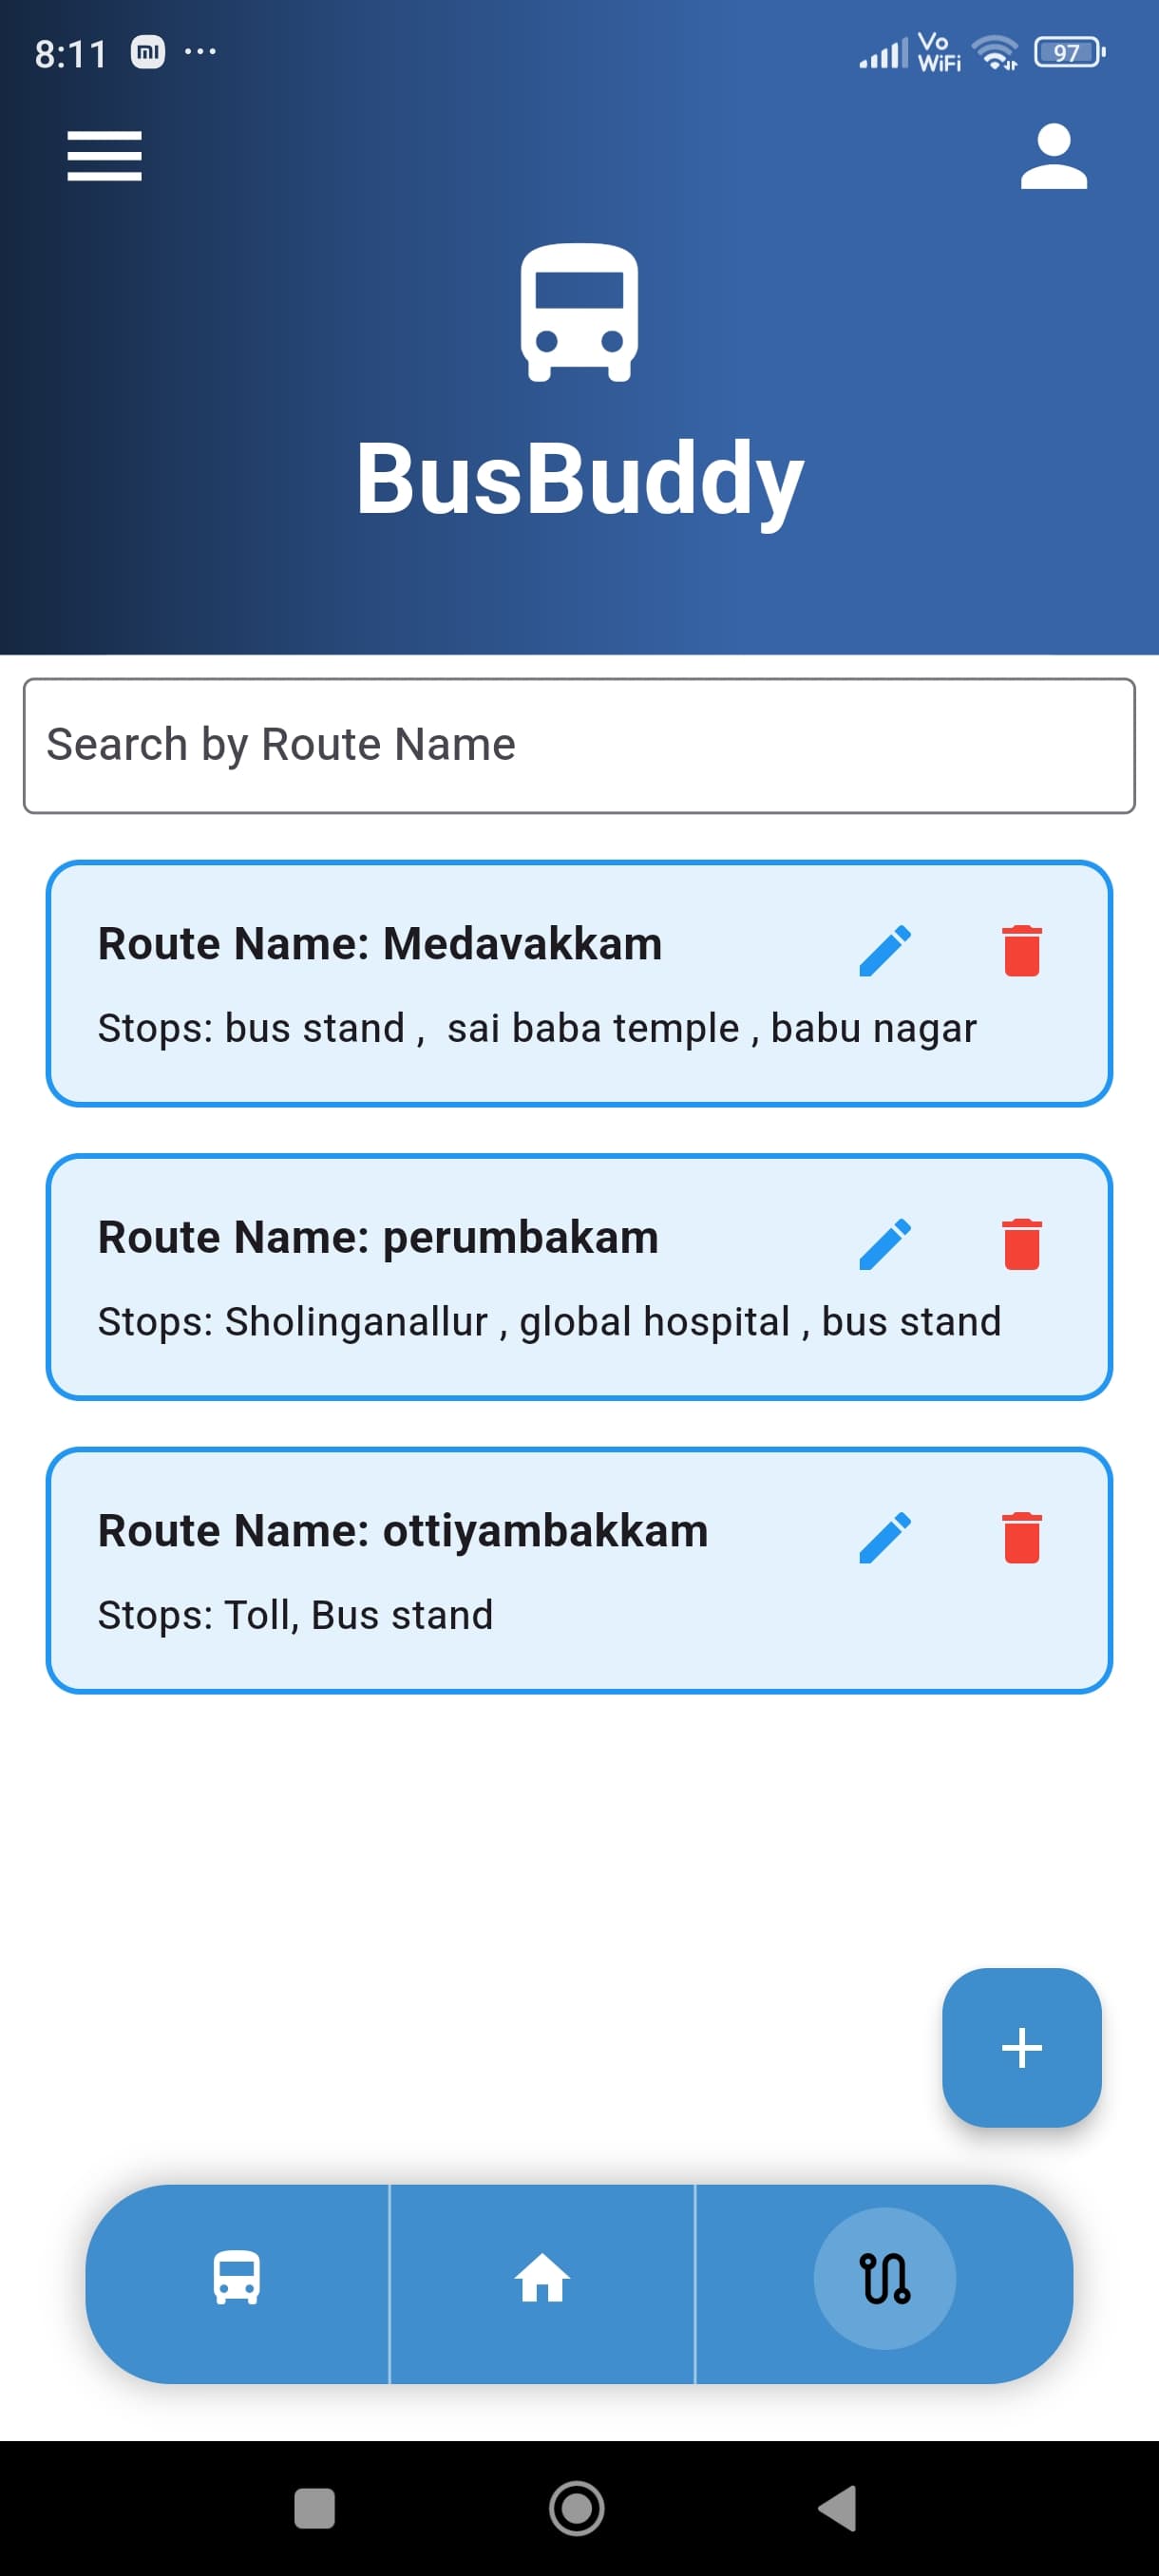 8:11 mi ... Vo WiFi 97
BusBuddy
Search by Route Name
Route Name: Medavakkam
Stops: bus stand ,  sai baba temple , babu nagar
Route Name: perumbakam
Stops: Sholinganallur , global hospital , bus stand
Route Name: ottiyambakkam
Stops: Toll, Bus stand
+